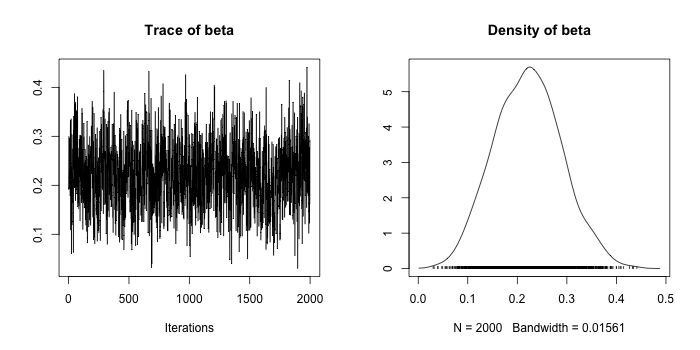 Trace of beta
0.4
0.3
0.2
0.1
0 500 1000 1500 2000
Iterations
Density of beta
5
4
3
2
1
0
0.0 0.1 0.2 0.3 0.4 0.5
N = 2000 Bandwidth = 0.01561